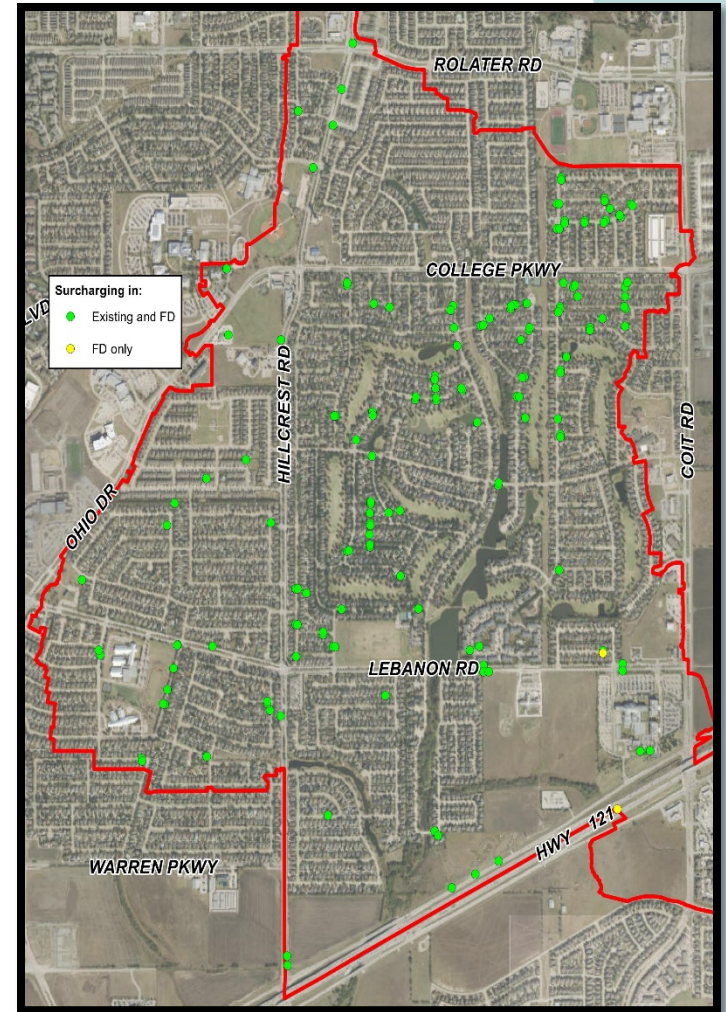 ROLATER RD
COLLEGE PKWY
LVD
Surcharging in:
Existing and FD
FD only
HILLCREST RD
COIT RD
OHIO DR
LEBANON RD
HWY 121
WARREN PKWY